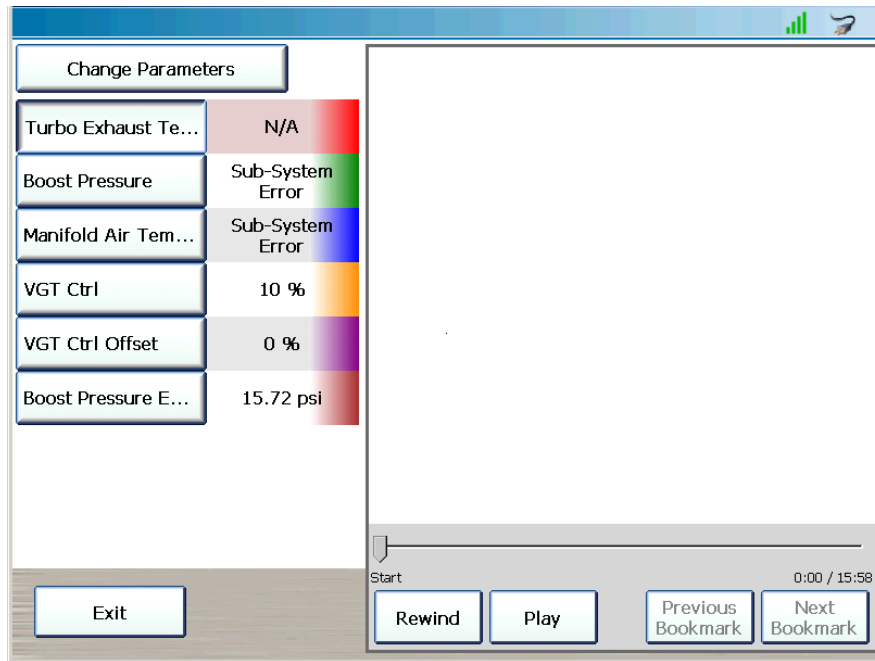 Change Parameters
Turbo Exhaust Te...
N/A
Boost Pressure
Sub-System
Error
Manifold Air Tem...
Sub-System
Error
VGT Ctrl
10 %
VGT Ctrl Offset
0 %
Boost Pressure E...
15.72 psi
Start
0:00 / 15:58
Exit
Rewind
Play
Previous
Bookmark
Next
Bookmark